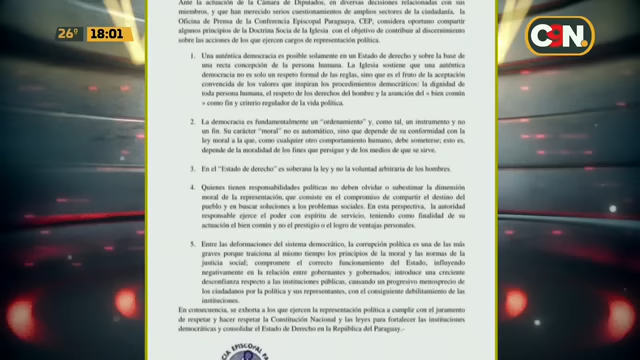 26° 18:01
C9N.
Ante la actuación de la Cámara de Diputados, en diversas decisiones relacionadas con sus
miembros, y que han merecido serios cuestionamientos de amplios sectores de la ciudadanía, la
Oficina de Prensa de la Conferencia Episcopal Paraguaya, CEP, considera oportuno compartir
algunos principios de la Doctrina Social de la Iglesia con el objetivo de contribuir al discernimiento
sobre las acciones de los que ejercen cargos de representación política.
1. Una auténtica democracia es posible solamente en un Estado de derecho y sobre la base de
una recta concepción de la persona humana. La Iglesia sostiene que una auténtica
democracia no es solo un respeto formal de las reglas, sino que es el fruto de la aceptación
convencida de los valores que inspiran los procedimientos democráticos: la dignidad de
toda persona humana, el respeto de los derechos del hombre y la asunción del « bien común
» como fin y criterio regulador de la vida política.
2. La democracia es fundamentalmente un “ordenamiento” y, como tal, un instrumento y no
un fin. Su carácter “moral” no es automático, sino que depende de su conformidad con la
ley moral a la que, como cualquier otro comportamiento humano, debe someterse; esto es,
depende de la moralidad de los fines que persigue y de los medios de que se sirve.
3. En el “Estado de derecho” es soberana la ley y no la voluntad arbitraria de los hombres.
4. Quienes tienen responsabilidades políticas no deben olvidar o subestimar la dimensión
moral de la representación, que consiste en el compromiso de compartir el destino del
pueblo y en buscar soluciones a los problemas sociales. En esta perspectiva, la autoridad
responsable ejerce el poder con espíritu de servicio, teniendo como finalidad de su
actuación el bien común y no el prestigio o el logro de ventajas personales.
5. Entre las deformaciones del sistema democrático, la corrupción política es una de las más
graves porque traiciona al mismo tiempo los principios de la moral y las normas de la
justicia social; compromete el correcto funcionamiento del Estado, influyendo
negativamente en la relación entre gobernantes y gobernados; introduce una creciente
desconfianza respecto a las instituciones públicas, causando un progresivo menosprecio de
los ciudadanos por la política y sus representantes, con el consiguiente debilitamiento de las
instituciones.
En consecuencia, se exhorta a los que ejercen la representación política a cumplir con el juramento
de respetar y hacer respetar la Constitución Nacional y las leyes para fortalecer las instituciones
democráticas y consolidar el Estado de Derecho en la República del Paraguay.-
EPISCOPAL